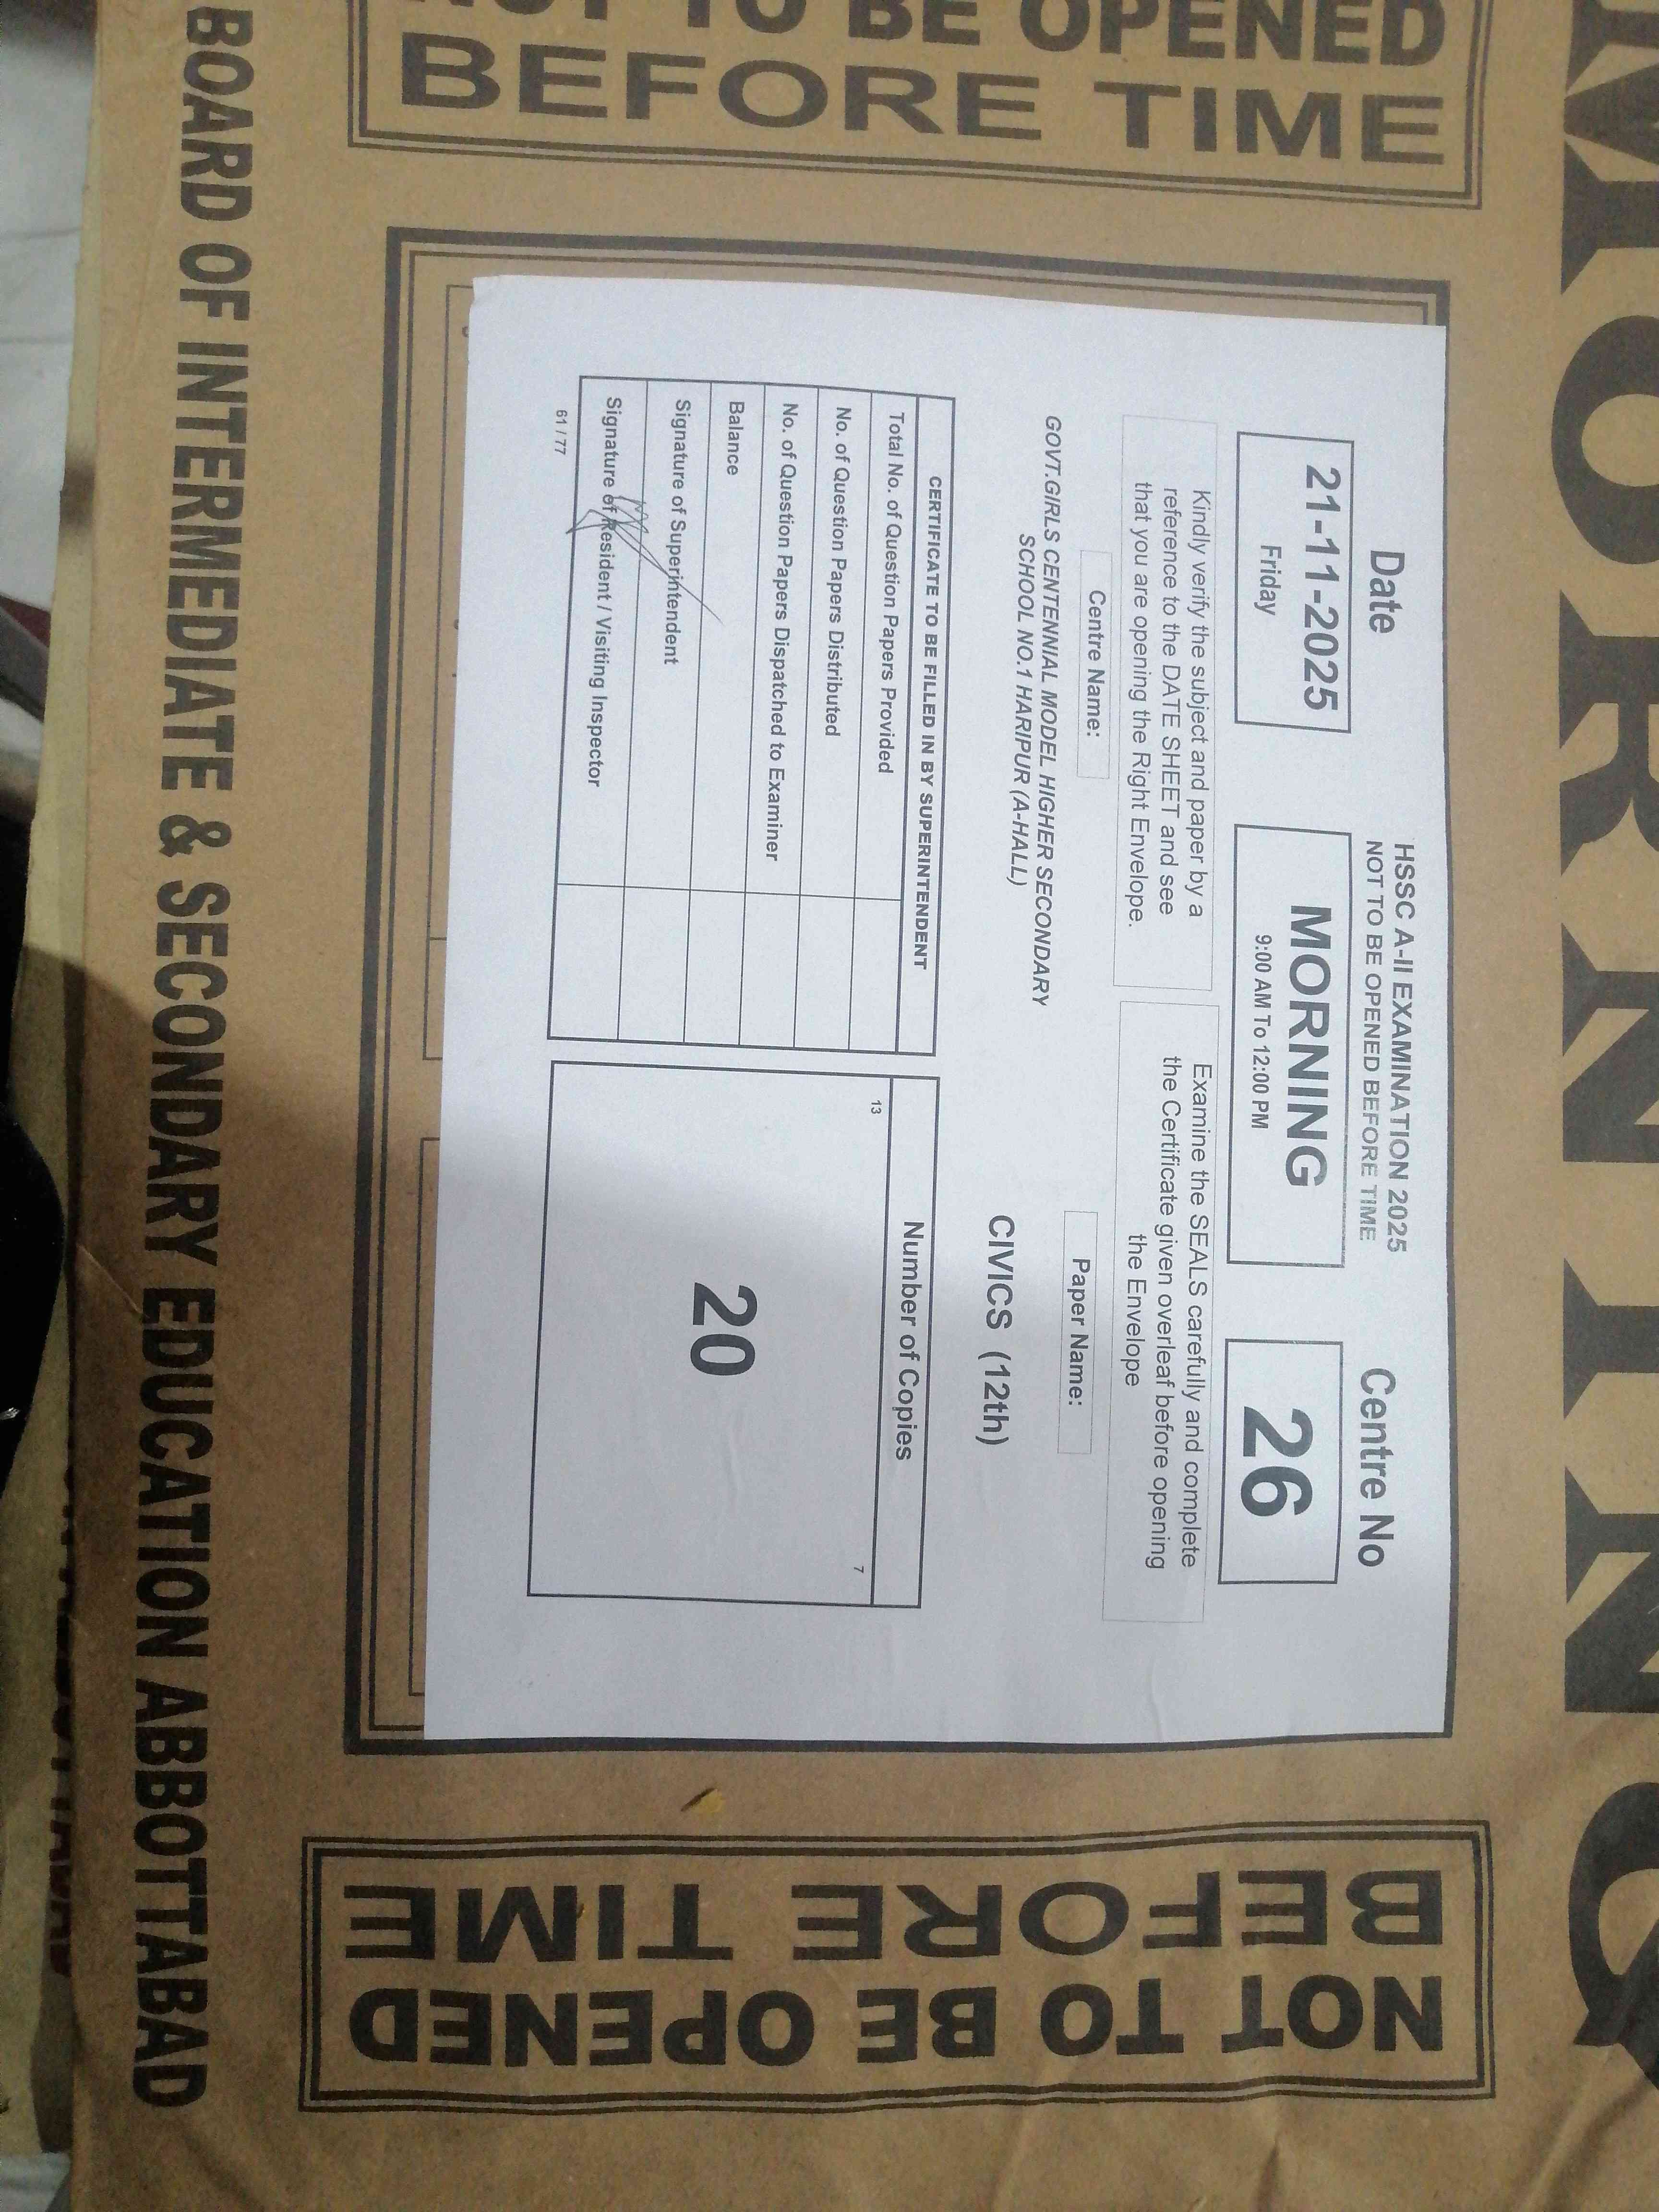 MORNING
NOT TO BE OPENED
BEFORE TIME
HSSC A-II EXAMINATION 2025
NOT TO BE OPENED BEFORE TIME
Date
Centre No
21-11-2025
Friday
MORNING
9:00 AM To 12:00 PM
26
Kindly verify the subject and paper by a
reference to the DATE SHEET and see
that you are opening the Right Envelope.
Examine the SEALS carefully and complete
the Certificate given overleaf before opening
the Envelope
Centre Name:
Paper Name:
GOVT.GIRLS CENTENNIAL MODEL HIGHER SECONDARY
SCHOOL NO.1 HARIPUR (A-HALL)
CIVICS (12th)
CERTIFICATE TO BE FILLED IN BY SUPERINTENDENT
Total No. of Question Papers Provided
No. of Question Papers Distributed
No. of Question Papers Dispatched to Examiner
Balance
Signature of Superintendent
Signature of Resident / Visiting Inspector
61 / 77
Number of Copies
13
7
20
NOT TO BE OPENED
BEFORE TIME
BOARD OF INTERMEDIATE & SECONDARY EDUCATION ABBOTTABAD